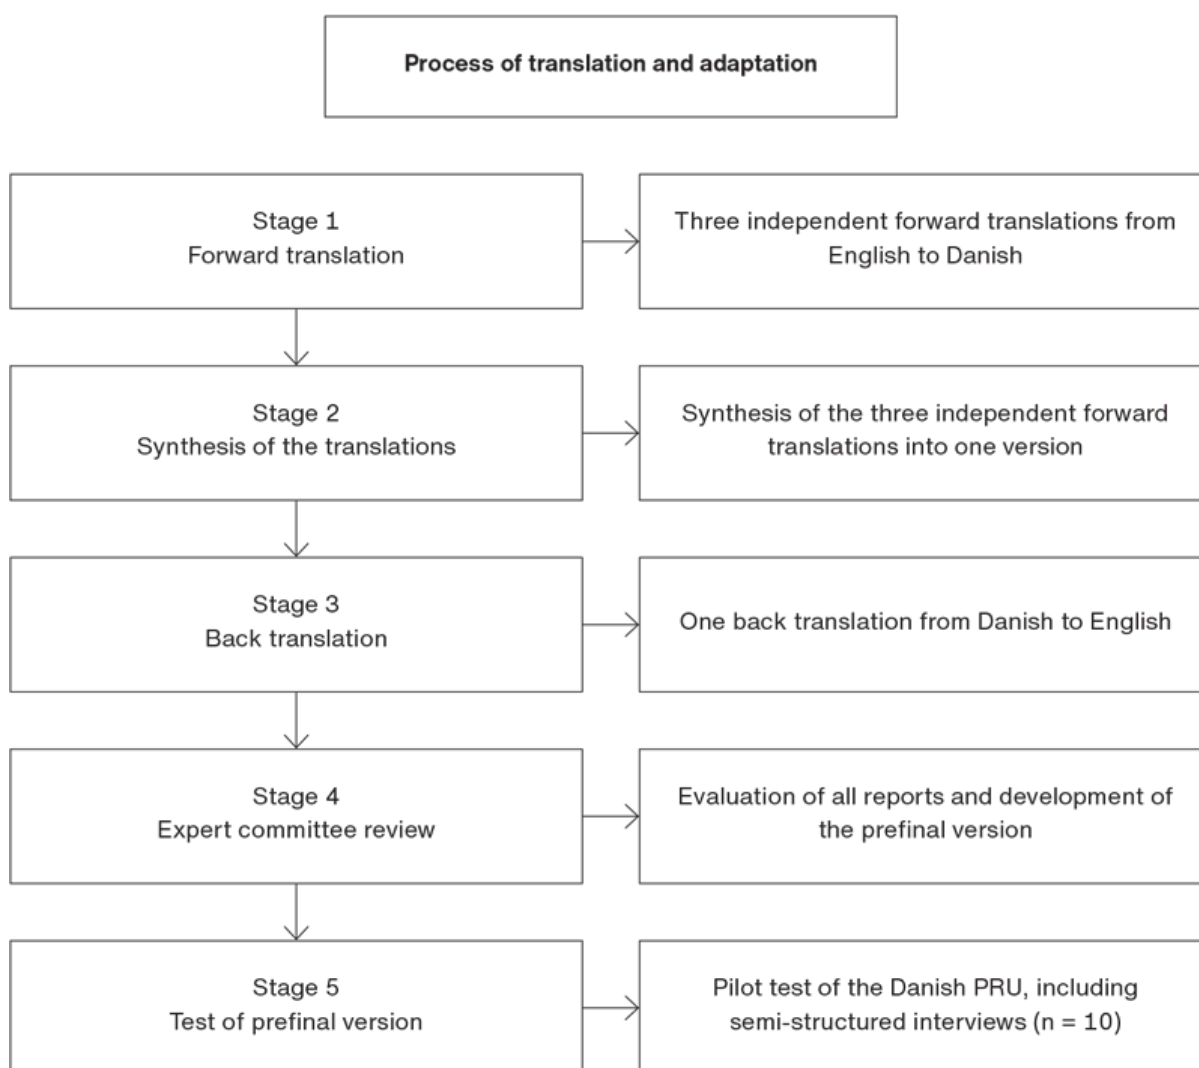 Process of translation and adaptation
Stage 1
Forward translation
Three independent forward translations from
English to Danish
Stage 2
Synthesis of the translations
Synthesis of the three independent forward
translations into one version
Stage 3
Back translation
One back translation from Danish to English
Stage 4
Expert committee review
Evaluation of all reports and development of
the prefinal version
Stage 5
Test of prefinal version
Pilot test of the Danish PRU, including
semi-structured interviews (n = 10)